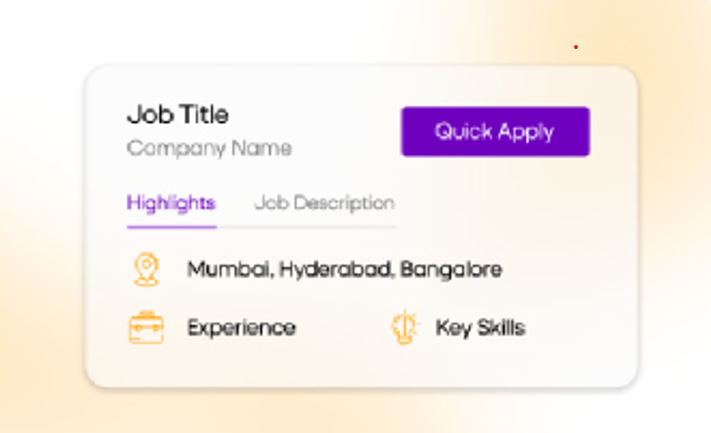 Job Title
Quick Apply
Company Name
Highlights Job Description
Mumbai, Hyderabad, Bangalore
Experience Key Skills